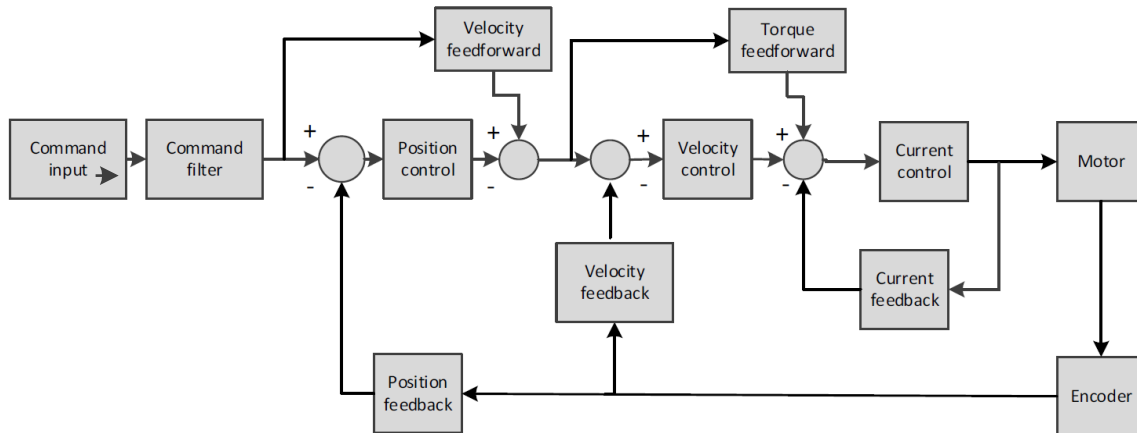 Velocity
feedforward
Torque
feedforward
Command
input
Command
filter
+
-
Position
control
+
-
+
-
Velocity
control
+
-
Current
control
Motor
Velocity
feedback
Current
feedback
Position
feedback
Encoder